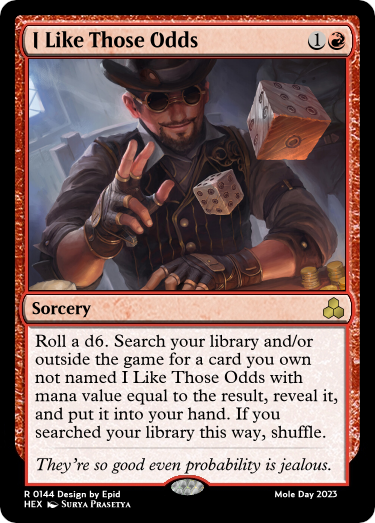 I Like Those Odds 1
Sorcery
Roll a d6. Search your library and/or
outside the game for a card you own
not named I Like Those Odds with
mana value equal to the result, reveal it,
and put it into your hand. If you
searched your library this way, shuffle.
They're so good even probability is jealous.
R 0144 Design by Epid Mole Day 2023
HEX Surya Prasetya